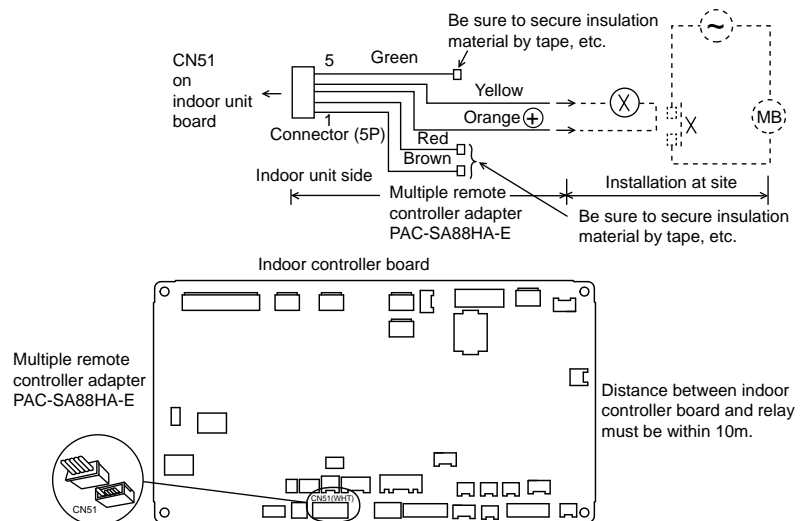 Be sure to secure insulation
material by tape, etc.
CN51
on
indoor unit
board
5
Green
Yellow
X
X
MB
Orange +
1
Connector (5P)
Red
Brown
Indoor unit side
Multiple remote
controller adapter
PAC-SA88HA-E
Installation at site
Be sure to secure insulation
material by tape, etc.
Indoor controller board
Multiple remote
controller adapter
PAC-SA88HA-E
Distance between indoor
controller board and relay
must be within 10m.
CN51
CN51(WHT)